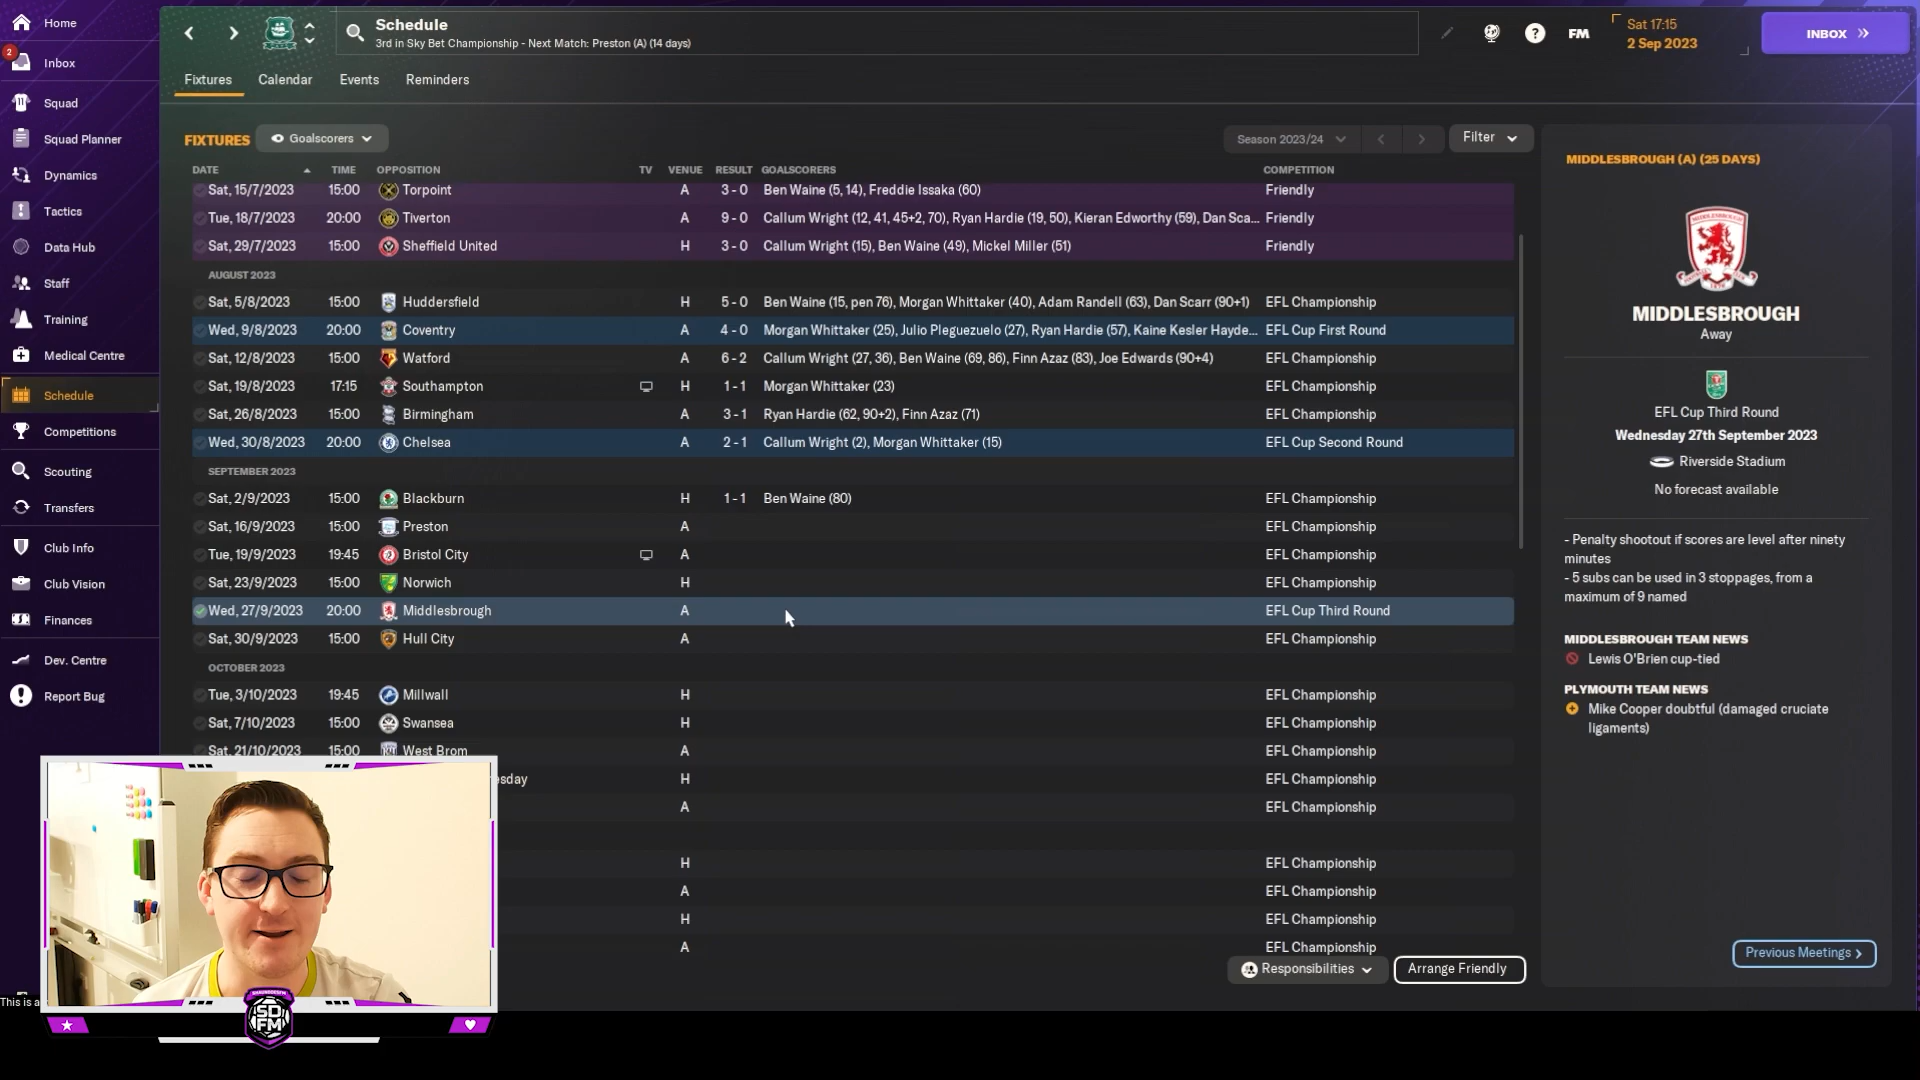 Home
Inbox
2
Squad
Squad Planner
Dynamics
Tactics
Data Hub
Staff
Training
Medical Centre
Schedule
Competitions
Scouting
Transfers
Club Info
Club Vision
Finances
Dev. Centre
Report Bug
Schedule
3rd in Sky Bet Championship - Next Match: Preston (A) (14 days)
FM
Sat 17:15
2 Sep 2023
INBOX
Fixtures Calendar Events Reminders
FIXTURES Goalscorers Season 2023/24 Filter
DATE TIME OPPOSITION TV VENUE RESULT GOALSCORERS COMPETITION
Sat, 15/7/2023 15:00 Torpoint A 3 - 0 Ben Waine (5, 14), Freddie Issaka (60) Friendly
Tue, 18/7/2023 20:00 Tiverton A 9 - 0 Callum Wright (12, 41, 45+2, 70), Ryan Hardie (19, 50), Kieran Edworthy (59), Dan Sca... Friendly
Sat, 29/7/2023 15:00 Sheffield United H 3 - 0 Callum Wright (15), Ben Waine (49), Mickel Miller (51) Friendly
AUGUST 2023
Sat, 5/8/2023 15:00 Huddersfield H 5 - 0 Ben Waine (15, pen 76), Morgan Whittaker (40), Adam Randell (63), Dan Scarr (90+1) EFL Championship
Wed, 9/8/2023 20:00 Coventry A 4 - 0 Morgan Whittaker (25), Julio Pleguezuelo (27), Ryan Hardie (57), Kaine Kesler Hayde... EFL Cup First Round
Sat, 12/8/2023 15:00 Watford A 6 - 2 Callum Wright (27, 36), Ben Waine (69, 86), Finn Azaz (83), Joe Edwards (90+4) EFL Championship
Sat, 19/8/2023 17:15 Southampton H 1 - 1 Morgan Whittaker (23) EFL Championship
Sat, 26/8/2023 15:00 Birmingham A 3 - 1 Ryan Hardie (62, 90+2), Finn Azaz (71) EFL Championship
Wed, 30/8/2023 20:00 Chelsea A 2 - 1 Callum Wright (2), Morgan Whittaker (15) EFL Cup Second Round
SEPTEMBER 2023
Sat, 2/9/2023 15:00 Blackburn H 1 - 1 Ben Waine (80) EFL Championship
Sat, 16/9/2023 15:00 Preston A EFL Championship
Tue, 19/9/2023 19:45 Bristol City A EFL Championship
Sat, 23/9/2023 15:00 Norwich H EFL Championship
Wed, 27/9/2023 20:00 Middlesbrough A EFL Cup Third Round
Sat, 30/9/2023 15:00 Hull City A EFL Championship
OCTOBER 2023
Tue, 3/10/2023 19:45 Millwall H EFL Championship
Sat, 7/10/2023 15:00 Swansea H EFL Championship
Sat, 21/10/2023 15:00 West Brom A EFL Championship
sday H EFL Championship
A EFL Championship
H EFL Championship
A EFL Championship
H EFL Championship
A EFL Championship
Responsibilities Arrange Friendly
MIDDLESBROUGH (A) (25 DAYS)
MIDDLESBROUGH
Away
EFL Cup Third Round
Wednesday 27th September 2023
Riverside Stadium
No forecast available
- Penalty shootout if scores are level after ninety
minutes
- 5 subs can be used in 3 stoppages, from a
maximum of 9 named
MIDDLESBROUGH TEAM NEWS
Lewis O'Brien cup-tied
PLYMOUTH TEAM NEWS
Mike Cooper doubtful (damaged cruciate
ligaments)
Previous Meetings
This is a
SD
FM